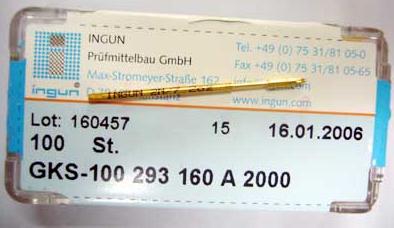 INGUN
Prüfmittelbau GmbH
Max-Stromeyer-Straße 162
ingun
Tel. +49 (0) 75 31/81 05-0
Fax +49 (0) 75 31/81 05-65
www.ingun.com
INGUN
Lot: 160457 15 16.01.2006
100 St.
GKS-100 293 160 A 2000